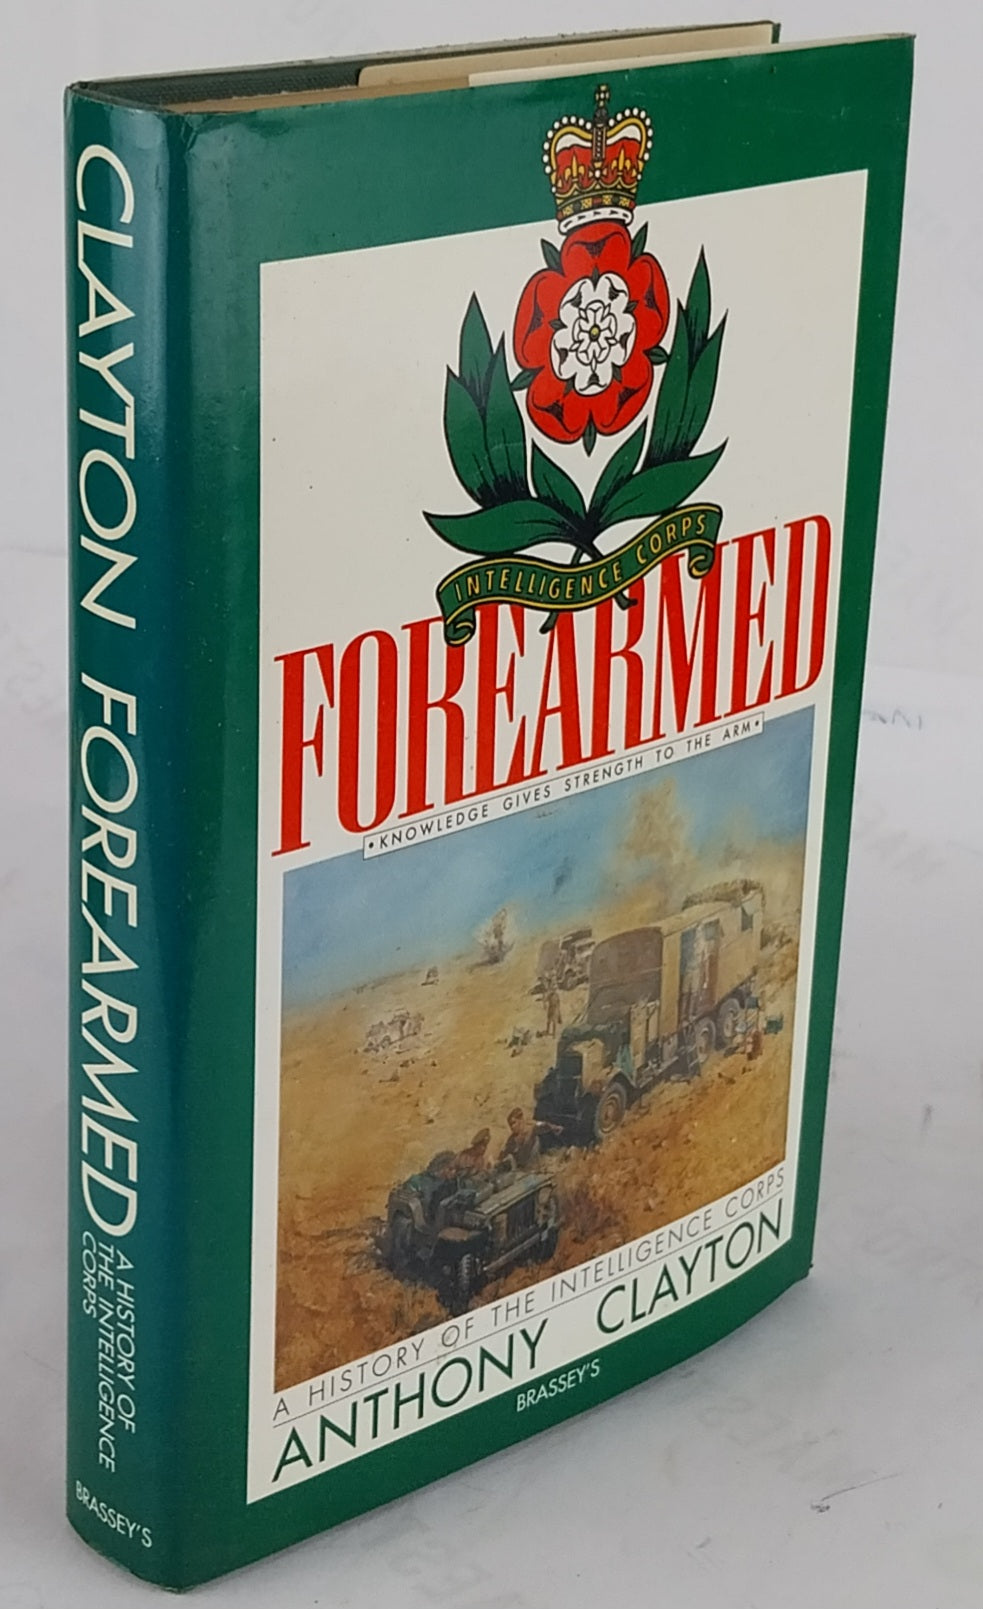 CLAYTON FOREARMED
A HISTORY OF
THE INTELLIGENCE
CORPS
BRASSEY'S
INTELLIGENCE CORPS
FOREARMED
•KNOWLEDGE GIVES STRENGTH TO THE ARM•
A HISTORY OF THE INTELLIGENCE CORPS
ANTHONY CLAYTON
BRASSEY'S